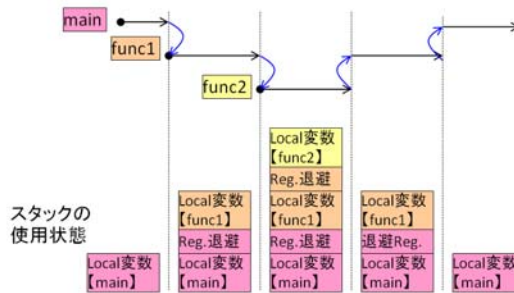 main
func1
func2
スタックの
使用状態
Local変数
【main】
Local変数
【func1】
Reg.退避
Local変数
【main】
Local変数
【func2】
Reg.退避
Local変数
【func1】
Reg.退避
Local変数
【main】
Local変数
【func1】
退避Reg.
Local変数
【main】
Local変数
【main】